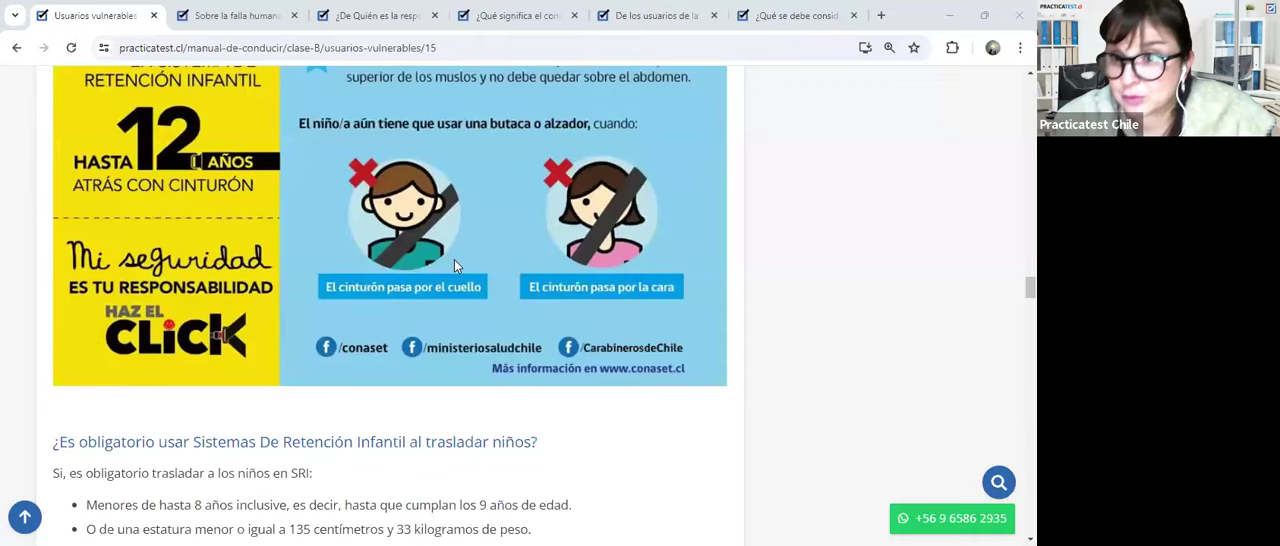 Usuarios vulnerables
Sobre la falla humana
¿De Quién es la resp
¿Qué significa el con
De los usuarios de la
¿Qué se debe consid
practicatest.cl/manual-de-conducir/clase-B/usuarios-vulnerables/15
RETENCIÓN INFANTIL
HASTA 12 AÑOS
ATRÁS CON CINTURÓN
Mi seguridad
ES TU RESPONSABILIDAD
HAZ EL
CLICK
superior de los muslos y no debe quedar sobre el abdomen.
El niño/a aún tiene que usar una butaca o alzador, cuando:
El cinturón pasa por el cuello
El cinturón pasa por la cara
/conaset /ministeriosaludchile /CarabinerosdeChile
Más información en www.conaset.cl
¿Es obligatorio usar Sistemas De Retención Infantil al trasladar niños?
Si, es obligatorio trasladar a los niños en SRI:
Menores de hasta 8 años inclusive, es decir, hasta que cumplan los 9 años de edad.
O de una estatura menor o igual a 135 centímetros y 33 kilogramos de peso.
+56 9 6586 2935
PRACTICATEST.CL
Practicatest Chile